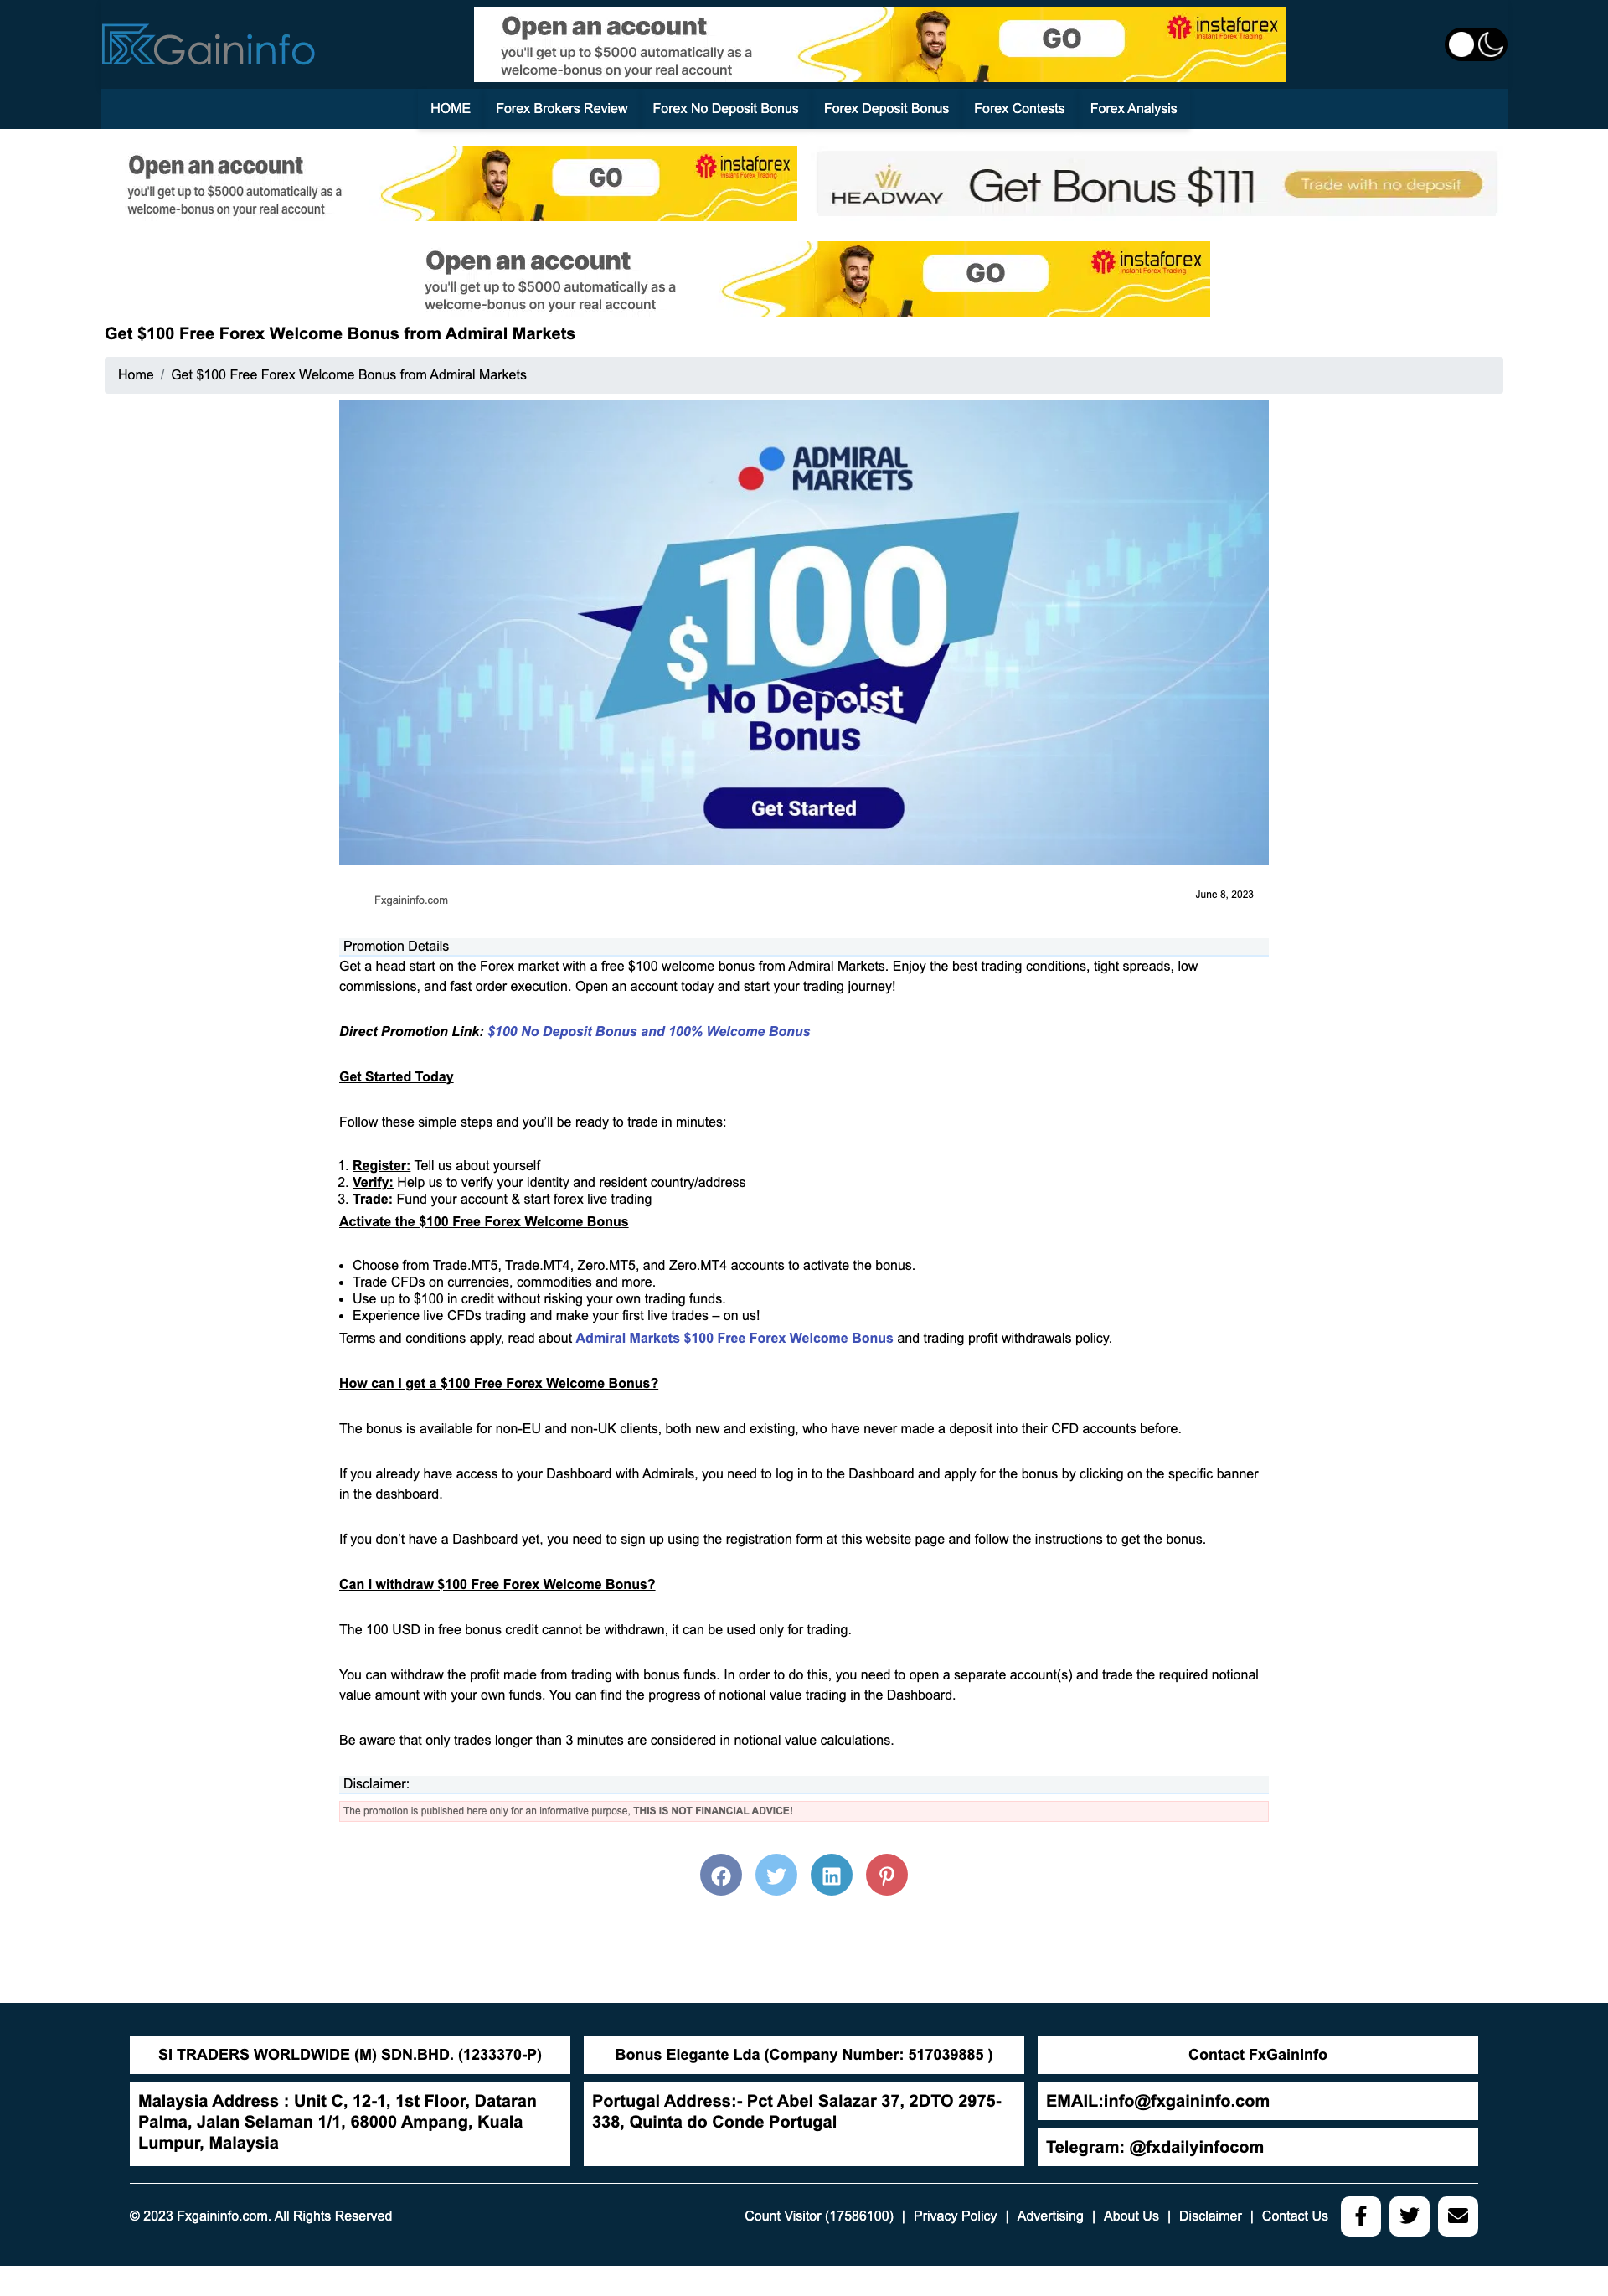 FXGaininfo
Open an account
you'll get up to $5000 automatically as a
welcome-bonus on your real account
GO
instaforex
Instant Forex Trading
HOME Forex Brokers Review Forex No Deposit Bonus Forex Deposit Bonus Forex Contests Forex Analysis
Open an account
you'll get up to $5000 automatically as a
welcome-bonus on your real account
GO
instaforex
Instant Forex Trading
HEADWAY
Get Bonus $111
Trade with no deposit
Open an account
you'll get up to $5000 automatically as a
welcome-bonus on your real account
GO
instaforex
Instant Forex Trading
Get $100 Free Forex Welcome Bonus from Admiral Markets
Home / Get $100 Free Forex Welcome Bonus from Admiral Markets
ADMIRAL
MARKETS
$100
No Depoist
Bonus
Get Started
Fxgaininfo.com
June 8, 2023
Promotion Details
Get a head start on the Forex market with a free $100 welcome bonus from Admiral Markets. Enjoy the best trading conditions, tight spreads, low
commissions, and fast order execution. Open an account today and start your trading journey!
Direct Promotion Link: $100 No Deposit Bonus and 100% Welcome Bonus
Get Started Today
Follow these simple steps and you’ll be ready to trade in minutes:
1. Register: Tell us about yourself
2. Verify: Help us to verify your identity and resident country/address
3. Trade: Fund your account & start forex live trading
Activate the $100 Free Forex Welcome Bonus
• Choose from Trade.MT5, Trade.MT4, Zero.MT5, and Zero.MT4 accounts to activate the bonus.
• Trade CFDs on currencies, commodities and more.
• Use up to $100 in credit without risking your own trading funds.
• Experience live CFDs trading and make your first live trades – on us!
Terms and conditions apply, read about Admiral Markets $100 Free Forex Welcome Bonus and trading profit withdrawals policy.
How can I get a $100 Free Forex Welcome Bonus?
The bonus is available for non-EU and non-UK clients, both new and existing, who have never made a deposit into their CFD accounts before.
If you already have access to your Dashboard with Admirals, you need to log in to the Dashboard and apply for the bonus by clicking on the specific banner
in the dashboard.
If you don’t have a Dashboard yet, you need to sign up using the registration form at this website page and follow the instructions to get the bonus.
Can I withdraw $100 Free Forex Welcome Bonus?
The 100 USD in free bonus credit cannot be withdrawn, it can be used only for trading.
You can withdraw the profit made from trading with bonus funds. In order to do this, you need to open a separate account(s) and trade the required notional
value amount with your own funds. You can find the progress of notional value trading in the Dashboard.
Be aware that only trades longer than 3 minutes are considered in notional value calculations.
Disclaimer:
The promotion is published here only for an informative purpose, THIS IS NOT FINANCIAL ADVICE!
SI TRADERS WORLDWIDE (M) SDN.BHD. (1233370-P)
Malaysia Address : Unit C, 12-1, 1st Floor, Dataran
Palma, Jalan Selaman 1/1, 68000 Ampang, Kuala
Lumpur, Malaysia
Bonus Elegante Lda (Company Number: 517039885 )
Portugal Address:- Pct Abel Salazar 37, 2DTO 2975-
338, Quinta do Conde Portugal
Contact FxGainInfo
EMAIL:info@fxgaininfo.com
Telegram: @fxdailyinfocom
© 2023 Fxgaininfo.com. All Rights Reserved
Count Visitor (17586100) | Privacy Policy | Advertising | About Us | Disclaimer | Contact Us